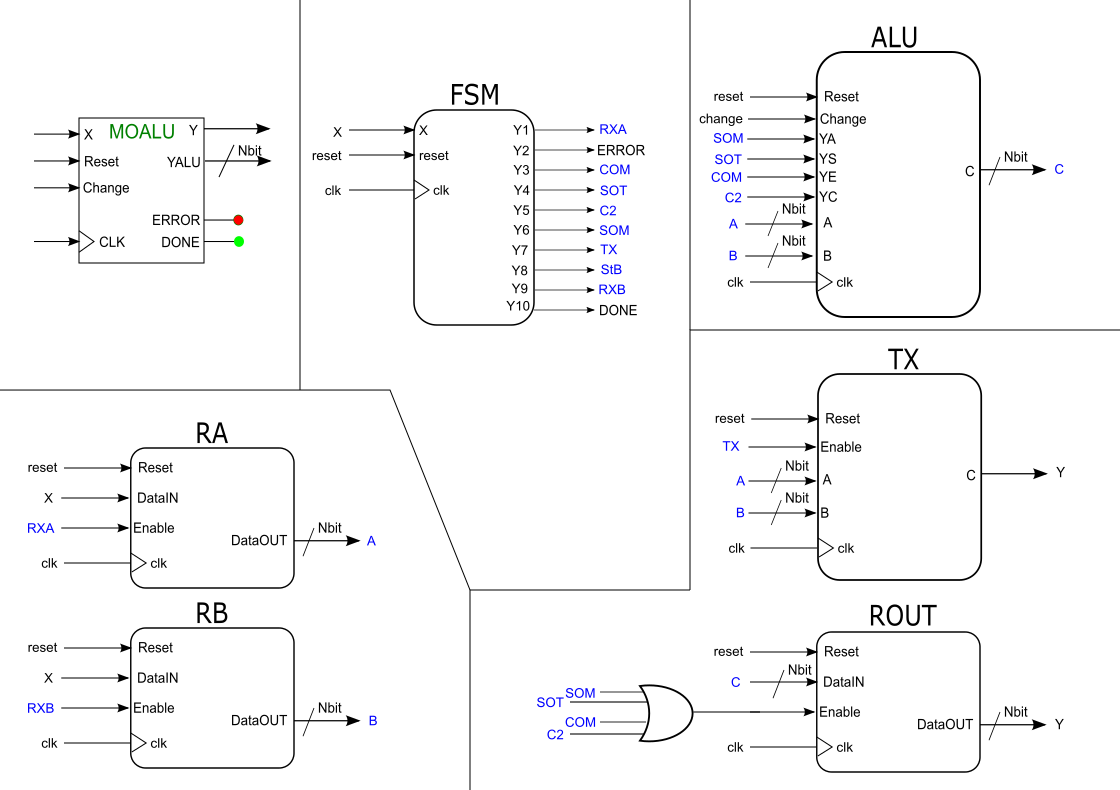 MOALU
X
Reset
Change
CLK
Y
YALU
Nbit
ERROR
DONE
FSM
X
reset
clk
X
reset
clk
Y1
Y2
Y3
Y4
Y5
Y6
Y7
Y8
Y9
Y10
RXA
ERROR
COM
SOT
C2
SOM
TX
StB
RXB
DONE
ALU
reset
change
SOM
SOT
COM
C2
A
Nbit
B
Nbit
clk
Reset
Change
YA
YS
YE
YC
A
B
clk
C
Nbit
C
TX
reset
TX
A
Nbit
B
Nbit
clk
Reset
Enable
A
B
clk
C
Y
RA
reset
X
RXA
clk
Reset
DataIN
Enable
clk
DataOUT
Nbit
A
RB
reset
X
RXB
clk
Reset
DataIN
Enable
clk
DataOUT
Nbit
B
ROUT
SOM
SOT
COM
C2
reset
C
Nbit
clk
Reset
DataIN
Enable
clk
DataOUT
Nbit
Y